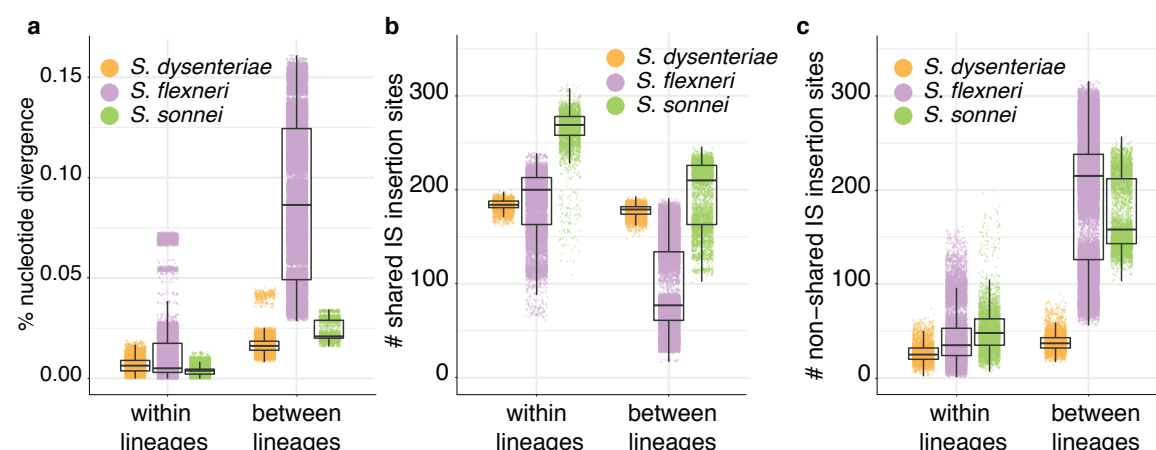 a
% nucleotide divergence
0.15
0.10
0.05
0.00
S. dysenteriae
S. flexneri
S. sonnei
within
lineages
between
lineages
b
# shared IS insertion sites
300
200
100
0
S. dysenteriae
S. flexneri
S. sonnei
within
lineages
between
lineages
c
# non−shared IS insertion sites
300
200
100
0
S. dysenteriae
S. flexneri
S. sonnei
within
lineages
between
lineages